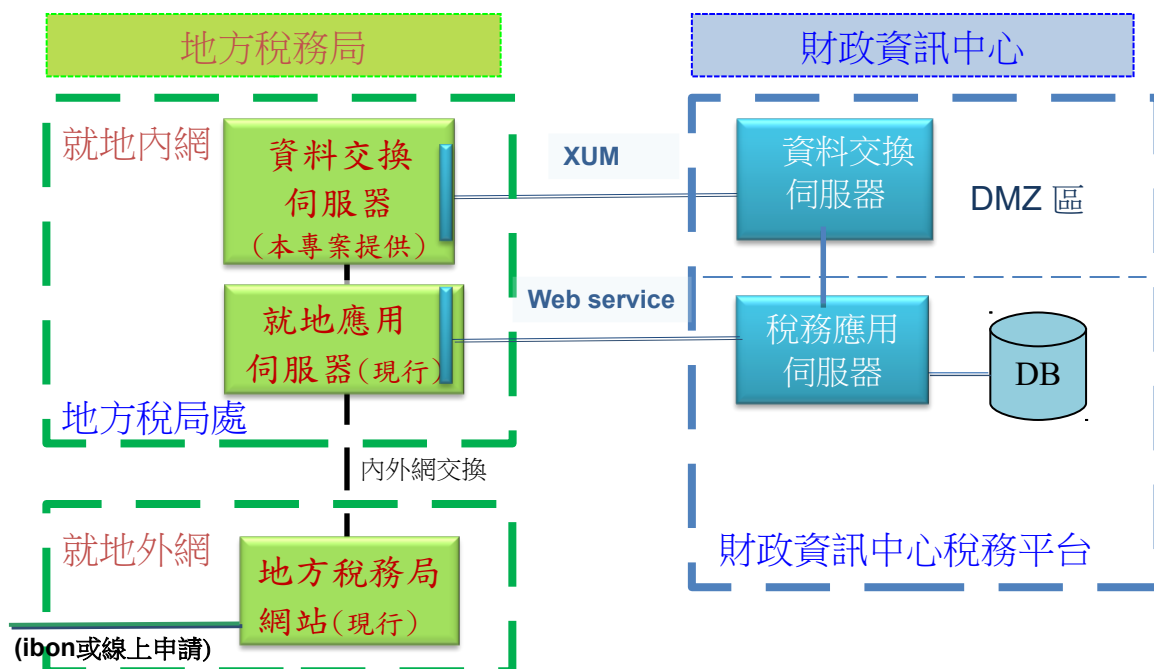 地方稅務局
財政資訊中心
就地內網
資料交換
伺服器
(本專案提供)
XUM
資料交換
伺服器
DMZ 區
就地應用
伺服器(現行)
Web service
稅務應用
伺服器
DB
地方稅局處
內外網交換
就地外網
地方稅務局
網站(現行)
財政資訊中心稅務平台
(ibon或線上申請)